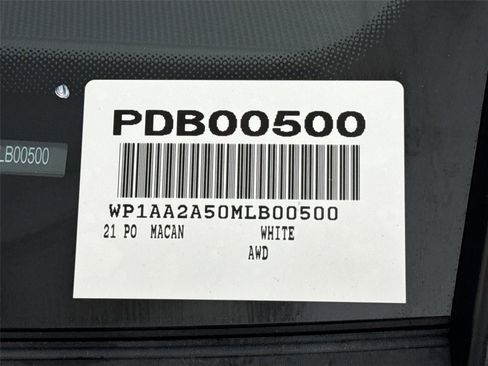 PDB00500
LB00500
WP1AA2A50MLB00500
21 PO MACAN WHITE
AWD